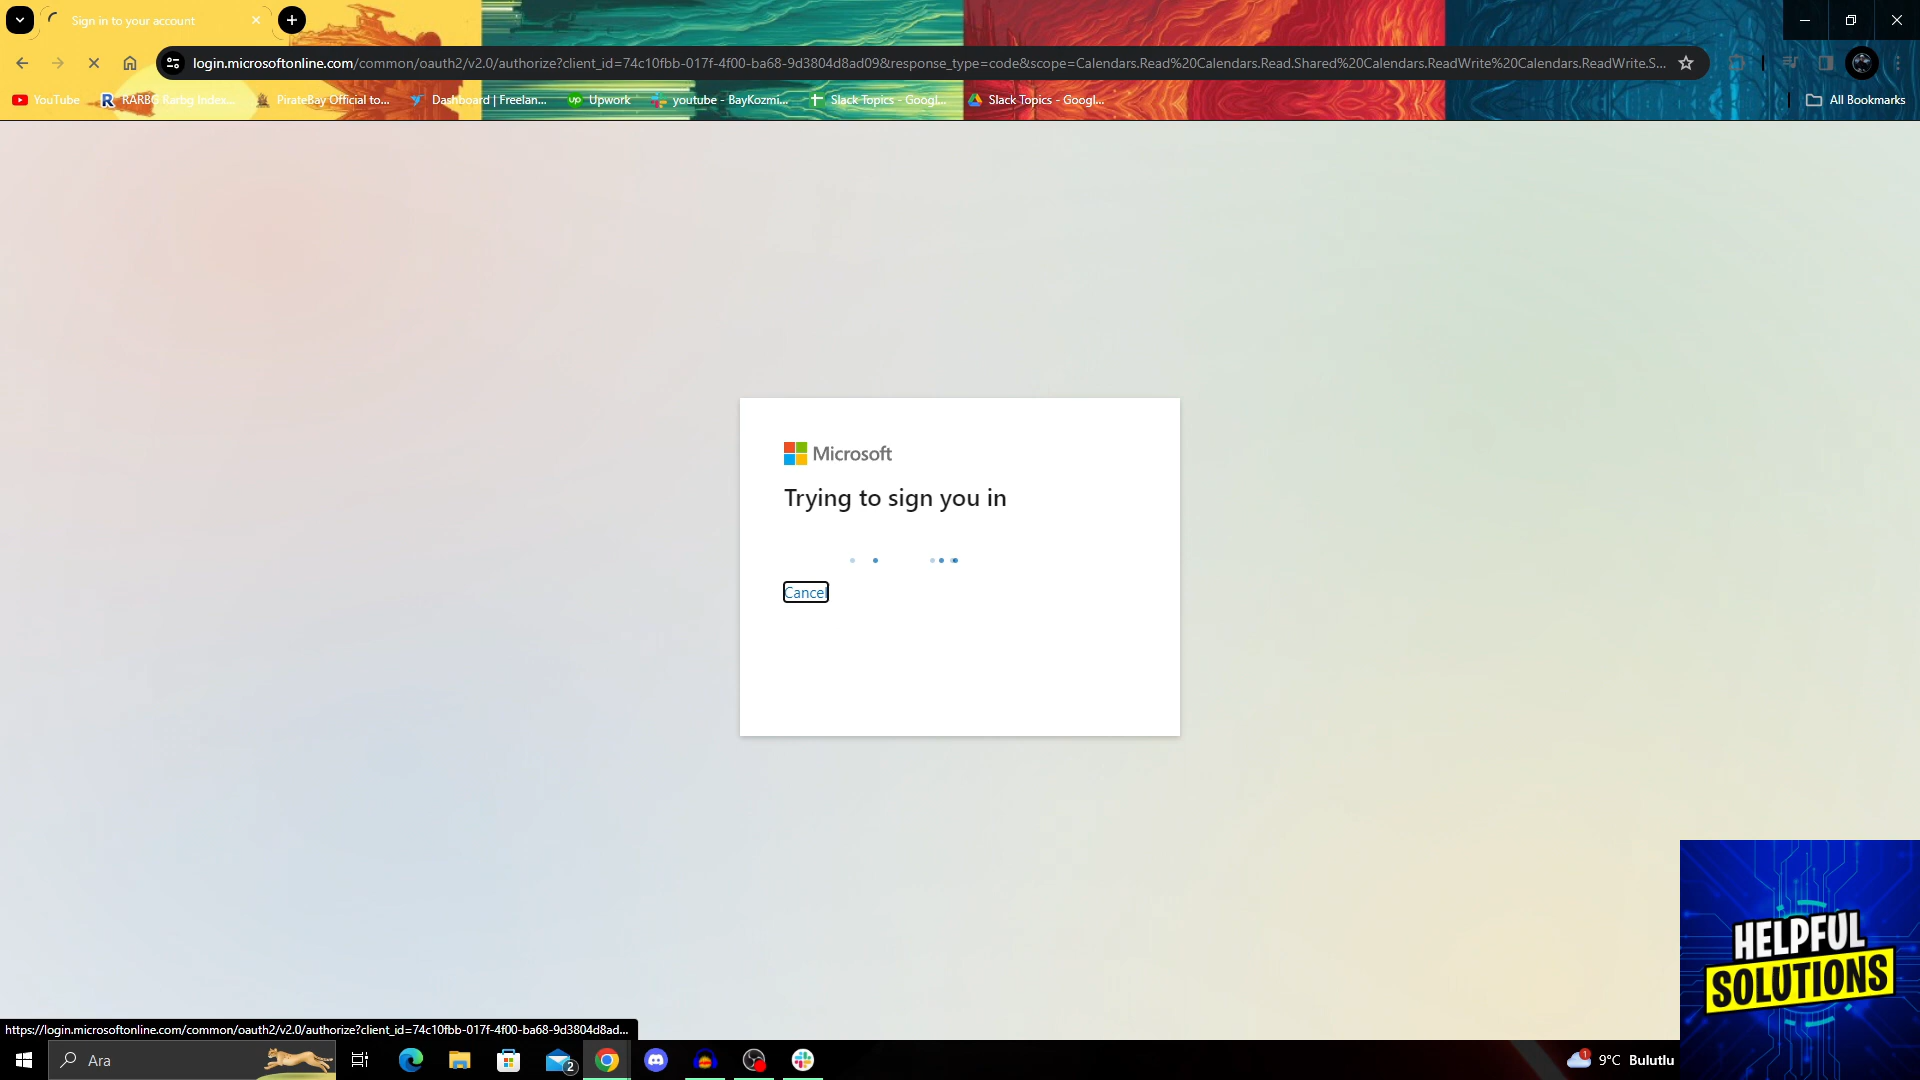 Sign in to your account
login.microsoftonline.com/common/oauth2/v2.0/authorize?client_id=74c10fbb-017f-4f00-ba68-9d3804d8ad09&response_type=code&scope=Calendars.Read%20Calendars.Read.Shared%20Calendars.ReadWrite%20Calendars.ReadWrite.S...
YouTube RARBG Rarbg Index... PirateBay Official to... Dashboard | Freelan... Upwork youtube - BayKozmi... Slack Topics - Googl... Slack Topics - Googl... All Bookmarks
Microsoft
Trying to sign you in
Cancel
HELPFUL
SOLUTIONS
https://login.microsoftonline.com/common/oauth2/v2.0/authorize?client_id=74c10fbb-017f-4f00-ba68-9d3804d8ad...
Ara 2 1 9°C Bulutlu